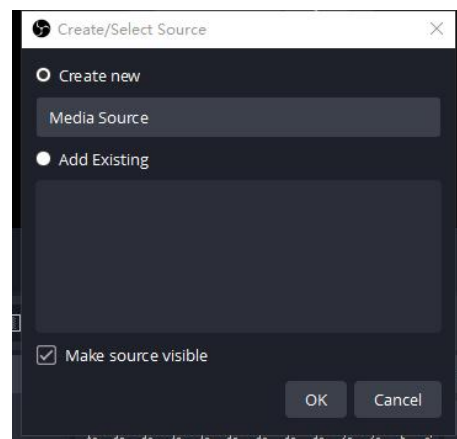 Create/Select Source
Create new
Media Source
Add Existing
Make source visible
OK Cancel